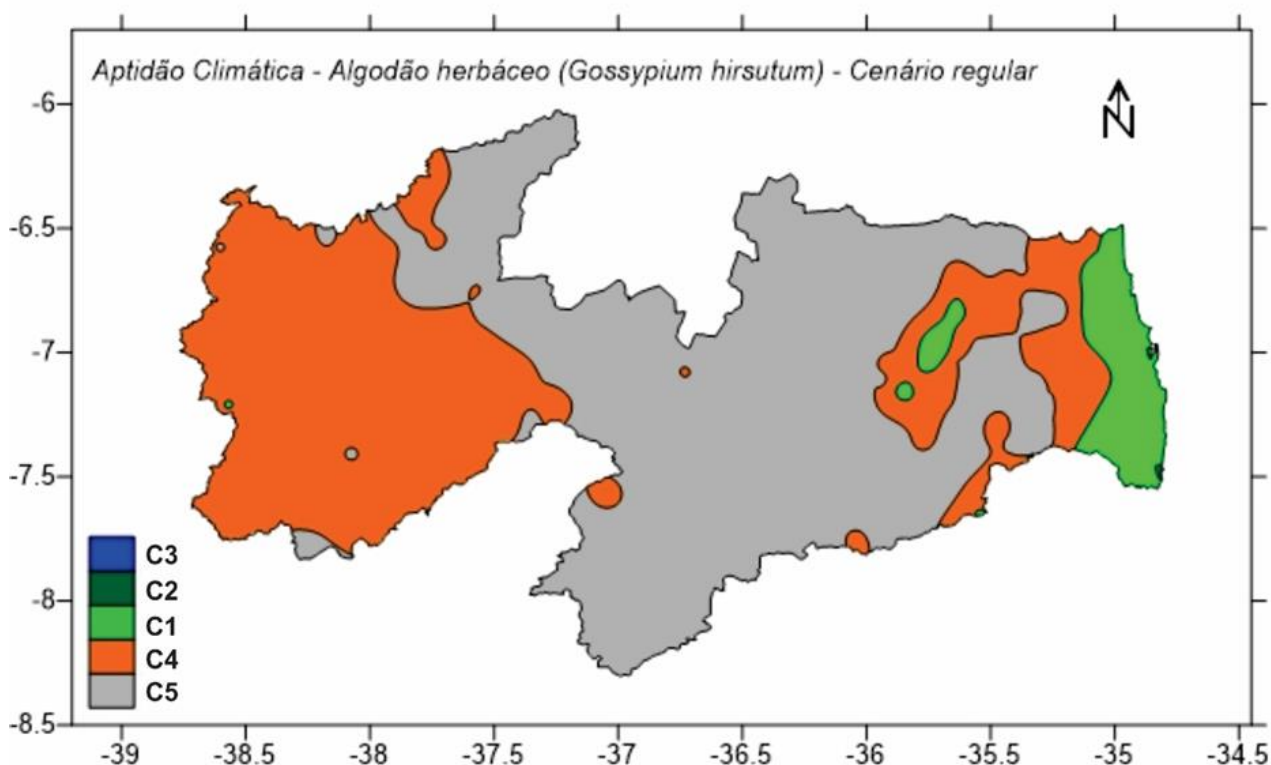 Aptidão Climática - Algodão herbáceo (Gossypium hirsutum) - Cenário regular
N
-6
-6.5
-7
-7.5
-8
-8.5
C3
C2
C1
C4
C5
-39 -38.5 -38 -37.5 -37 -36.5 -36 -35.5 -35 -34.5